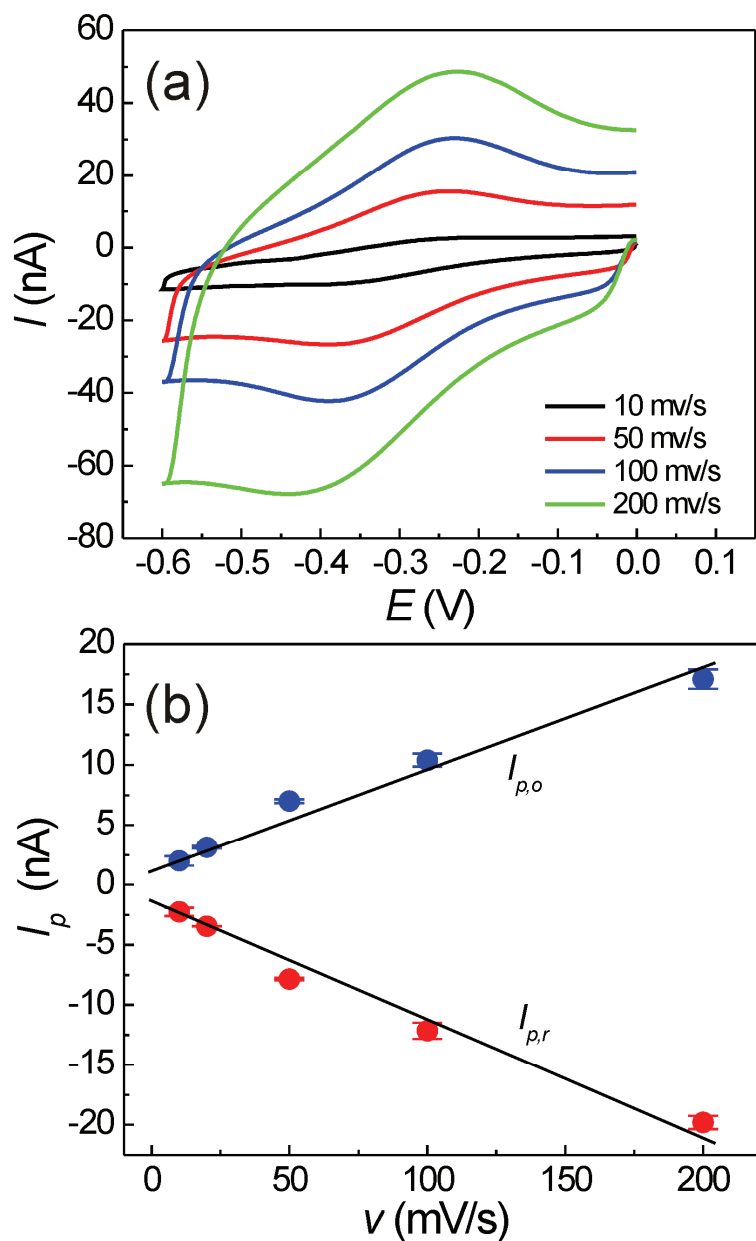 (a)
60
40
20
0
-20
-40
-60
-80
I (nA)
10 mv/s
50 mv/s
100 mv/s
200 mv/s
-0.6 -0.5 -0.4 -0.3 -0.2 -0.1 0.0 0.1
E (V)
(b)
20
15
10
5
0
-5
-10
-15
-20
I_p (nA)
I_p,o
I_p,r
0 50 100 150 200
v (mV/s)